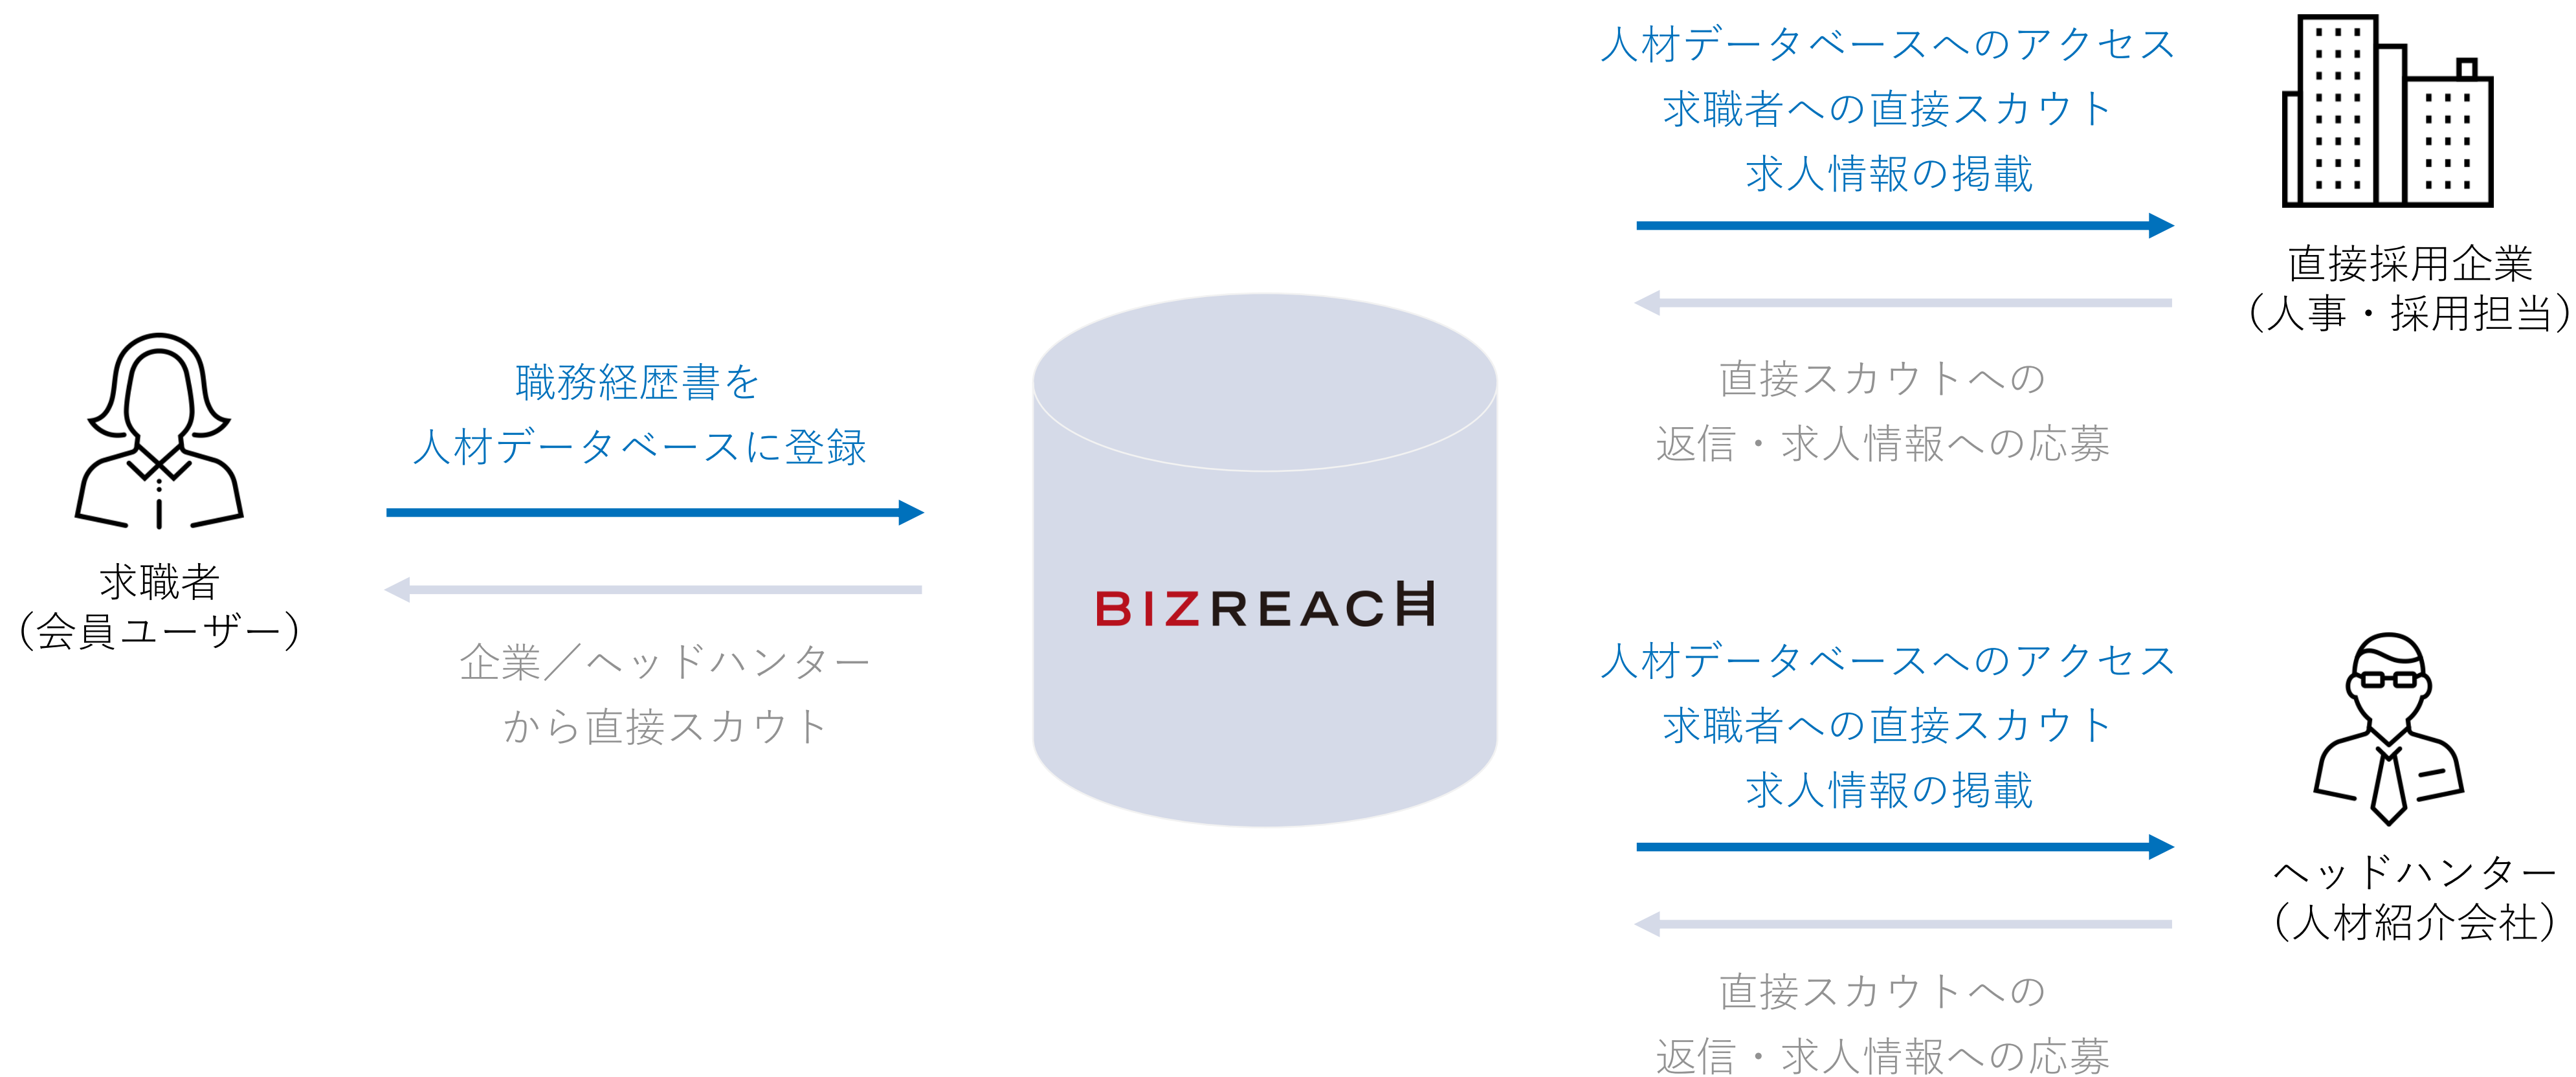 職務経歴書を
人材データベースに登録
求職者
（会員ユーザー）
企業／ヘッドハンター
から直接スカウト
BIZREACH
人材データベースへのアクセス
求職者への直接スカウト
求人情報の掲載
直接採用企業
（人事・採用担当）
直接スカウトへの
返信・求人情報への応募
人材データベースへのアクセス
求職者への直接スカウト
求人情報の掲載
ヘッドハンター
（人材紹介会社）
直接スカウトへの
返信・求人情報への応募